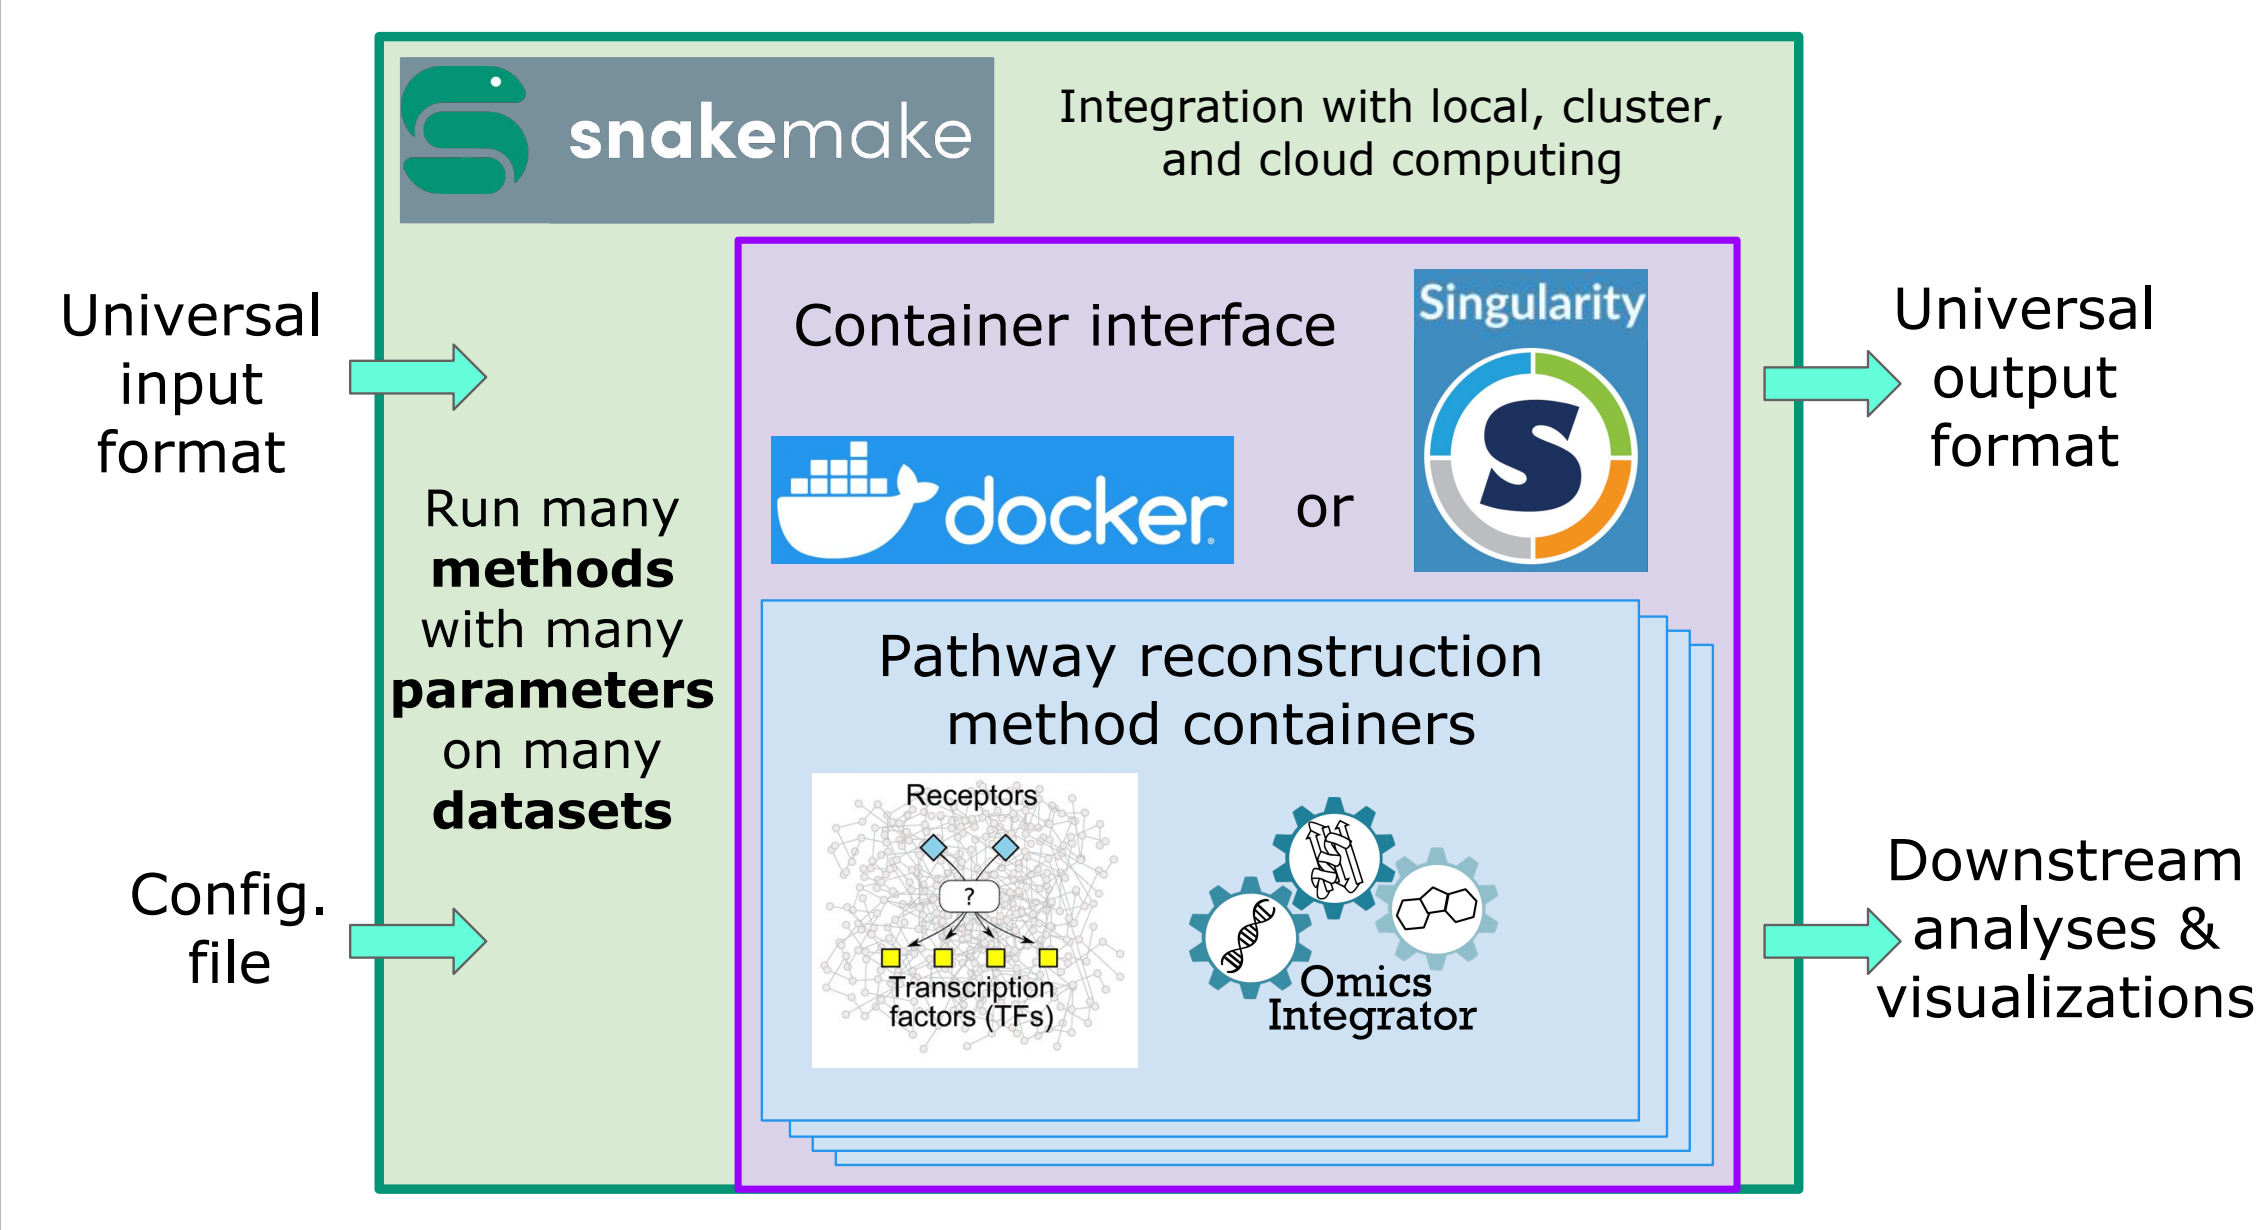 snakemake
Integration with local, cluster,
and cloud computing
Universal
input
format
Config.
file
Run many
methods
with many
parameters
on many
datasets
Container interface
docker
or
Singularity
S
Pathway reconstruction
method containers
Receptors
?
Transcription
factors (TFs)
Omics
Integrator
Universal
output
format
Downstream
analyses &
visualizations